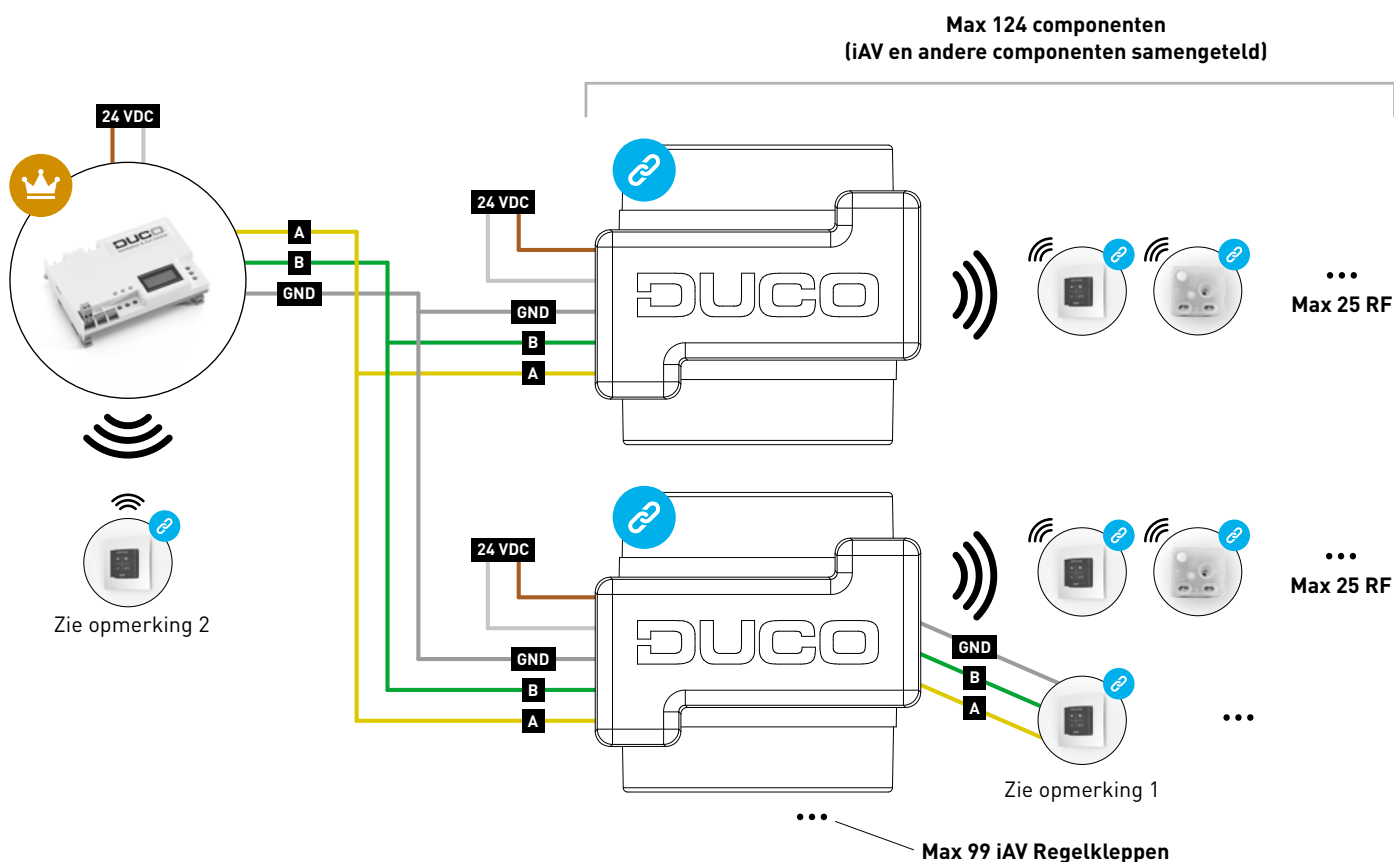 Max 124 componenten
(iAV en andere componenten samengeteld)
24 VDC
DUCO
A
B
GND
Zie opmerking 2
24 VDC
GND
B
A
DUCO
Max 25 RF
24 VDC
GND
B
A
DUCO
Max 25 RF
GND
B
A
Zie opmerking 1
Max 99 iAV Regelkleppen